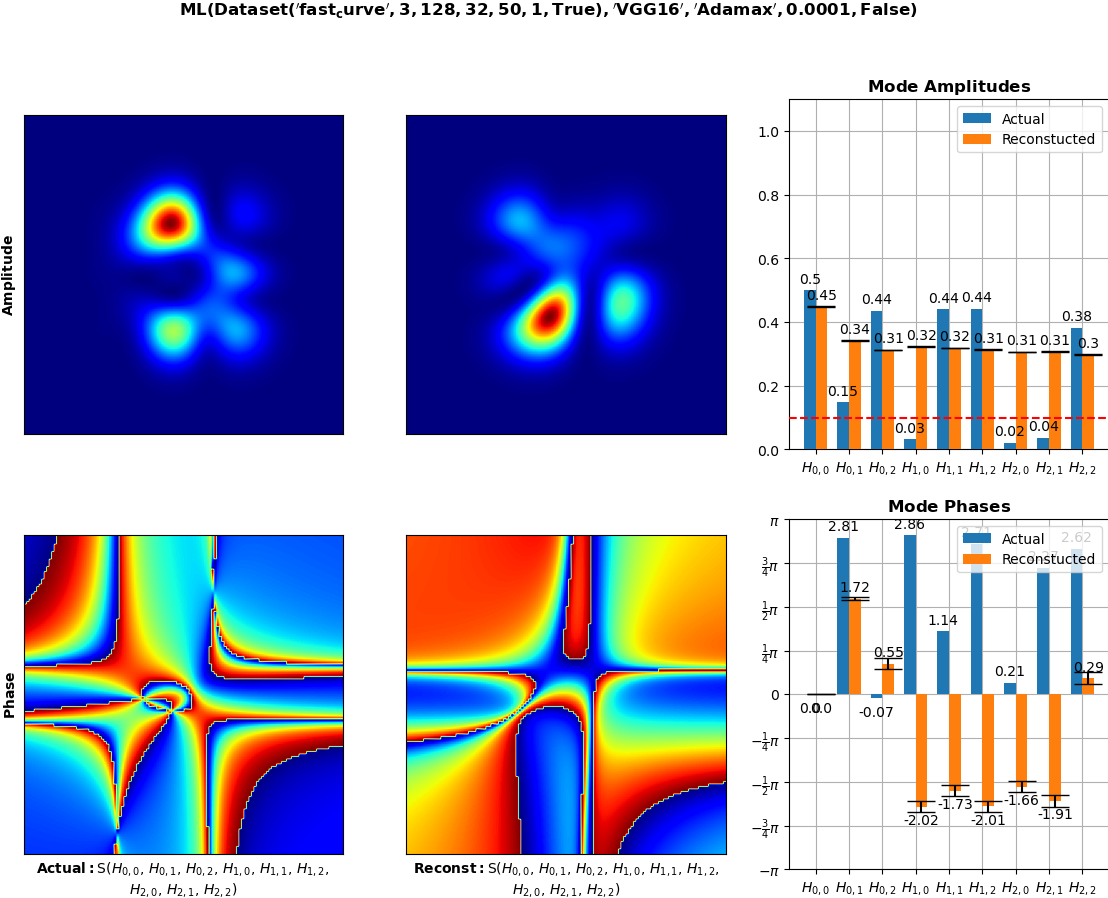 ML(Dataset('fast_curve', 3, 128, 32, 50, 1, True), 'VGG16', 'Adamax', 0.0001, False)
Amplitude
Mode Amplitudes
Actual
Reconstucted
1.0
0.8
0.6
0.4
0.2
0.0
0.5
0.45
0.15
0.34
0.44
0.31
0.03
0.32
0.44
0.32
0.44
0.31
0.02
0.31
0.04
0.31
0.38
0.3
H0,0 H0,1 H0,2 H1,0 H1,1 H1,2 H2,0 H2,1 H2,2
Phase
Mode Phases
Actual
Reconstucted
π
3/4π
1/2π
1/4π
0
−1/4π
−1/2π
−3/4π
−π
0.0
0.0
2.81
1.72
-0.07
0.55
2.86
-2.02
1.14
-1.73
2.71
-2.01
0.21
-1.66
2.27
-1.91
2.62
0.29
H0,0 H0,1 H0,2 H1,0 H1,1 H1,2 H2,0 H2,1 H2,2
Actual: S(H0,0, H0,1, H0,2, H1,0, H1,1, H1,2,
H2,0, H2,1, H2,2)
Reconst: S(H0,0, H0,1, H0,2, H1,0, H1,1, H1,2,
H2,0, H2,1, H2,2)